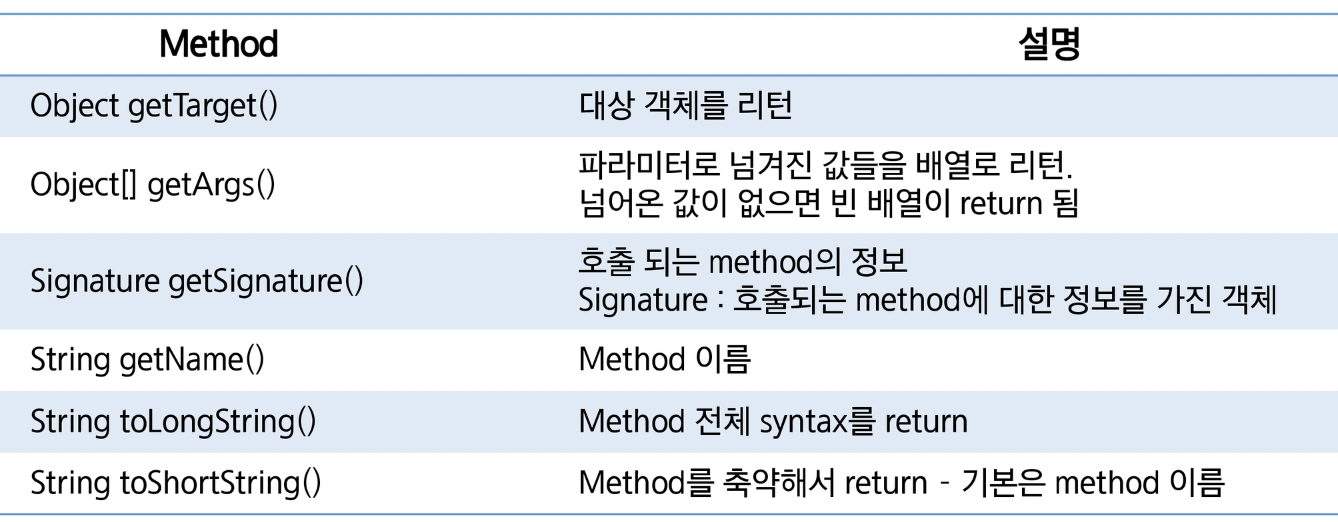 Method 설명
Object getTarget() 대상 객체를 리턴
Object[] getArgs() 파라미터로 넘겨진 값들을 배열로 리턴.
넘어온 값이 없으면 빈 배열이 return 됨
Signature getSignature() 호출 되는 method의 정보
Signature : 호출되는 method에 대한 정보를 가진 객체
String getName() Method 이름
String toLongString() Method 전체 syntax를 return
String toShortString() Method를 축약해서 return - 기본은 method 이름